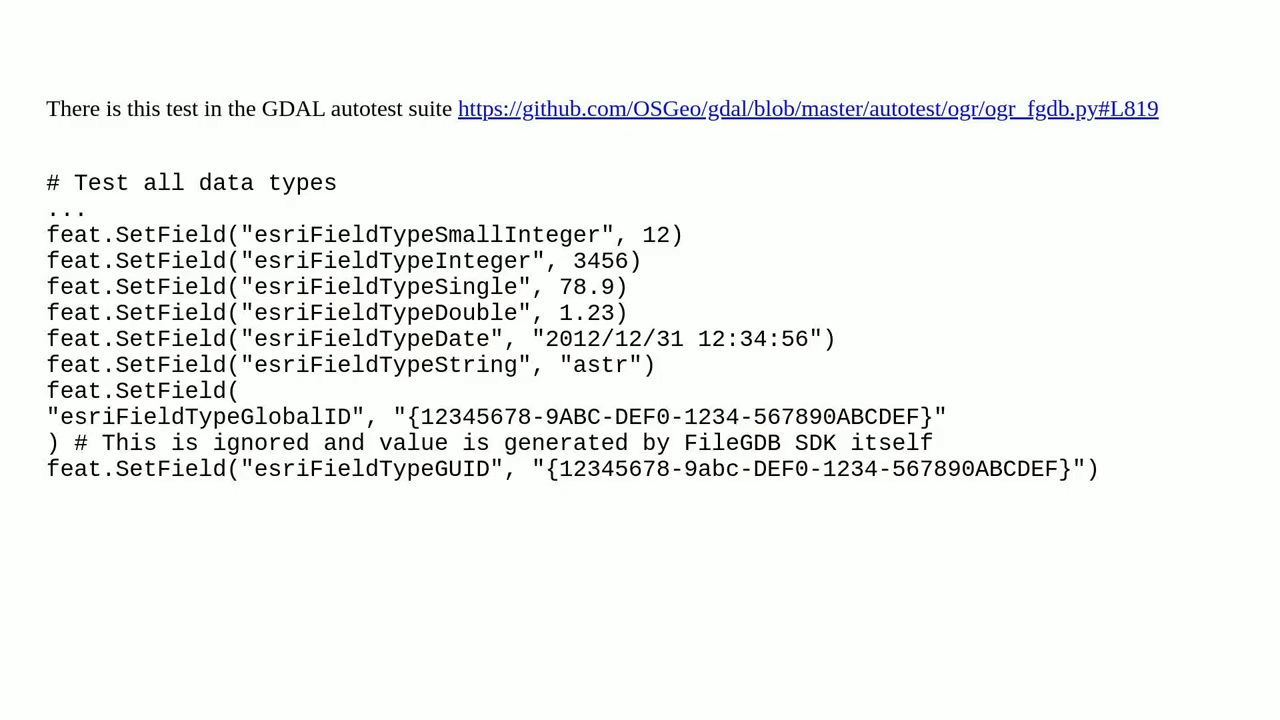 There is this test in the GDAL autotest suite https://github.com/OSGeo/gdal/blob/master/autotest/ogr/ogr_fgdb.py#L819
# Test all data types
...
feat.SetField("esriFieldTypeSmallInteger", 12)
feat.SetField("esriFieldTypeInteger", 3456)
feat.SetField("esriFieldTypeSingle", 78.9)
feat.SetField("esriFieldTypeDouble", 1.23)
feat.SetField("esriFieldTypeDate", "2012/12/31 12:34:56")
feat.SetField("esriFieldTypeString", "astr")
feat.SetField(
"esriFieldTypeGlobalID", "{12345678-9ABC-DEF0-1234-567890ABCDEF}"
) # This is ignored and value is generated by FileGDB SDK itself
feat.SetField("esriFieldTypeGUID", "{12345678-9abc-DEF0-1234-567890ABCDEF}")